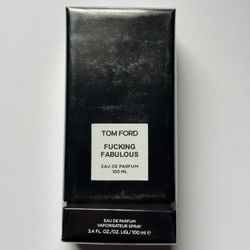 TOM FORD
FUCKING
FABULOUS
EAU DE PARFUM
100 ML
EAU DE PARFUM
VAPORISATEUR SPRAY
3.4 FL. OZ./OZ. LIQ./100 ml ℮